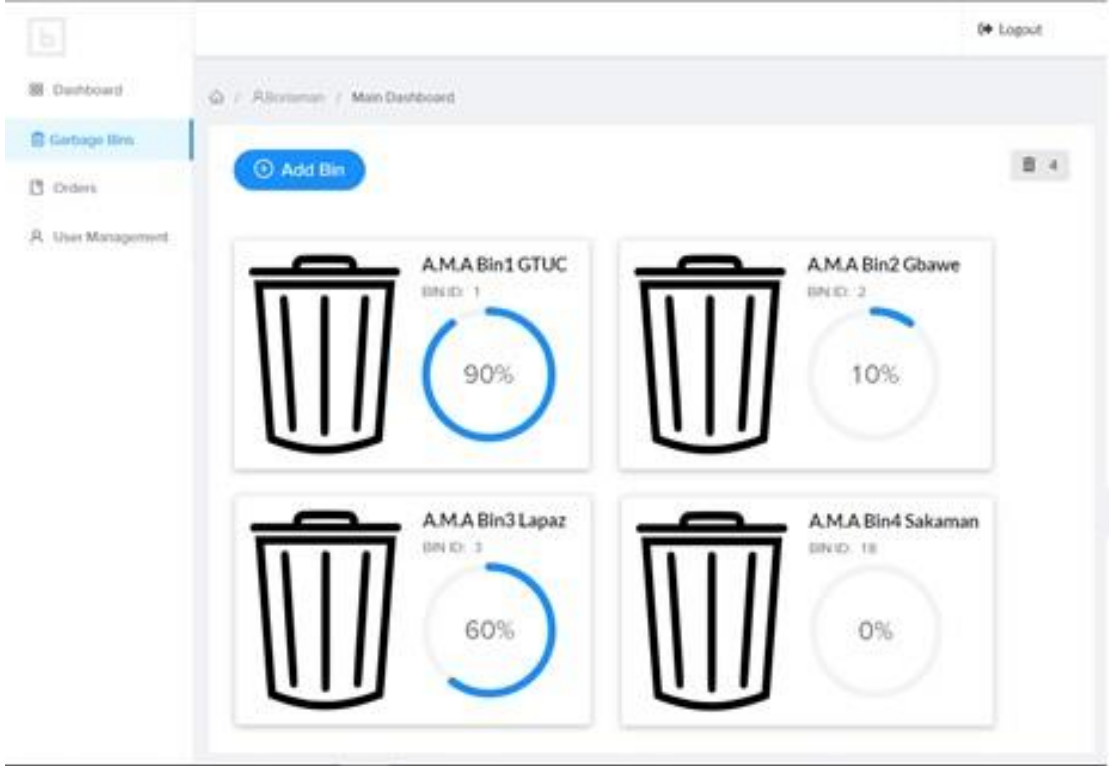 b
Logout
Dashboard
Garbage Bins
Orders
User Management
/ / Main Dashboard
Add Bin
4
A.M.A Bin1 GTUC
BIN ID: 1
90%
A.M.A Bin2 Gbawe
BIN ID: 2
10%
A.M.A Bin3 Lapaz
BIN ID: 3
60%
A.M.A Bin4 Sakaman
BIN ID: 18
0%